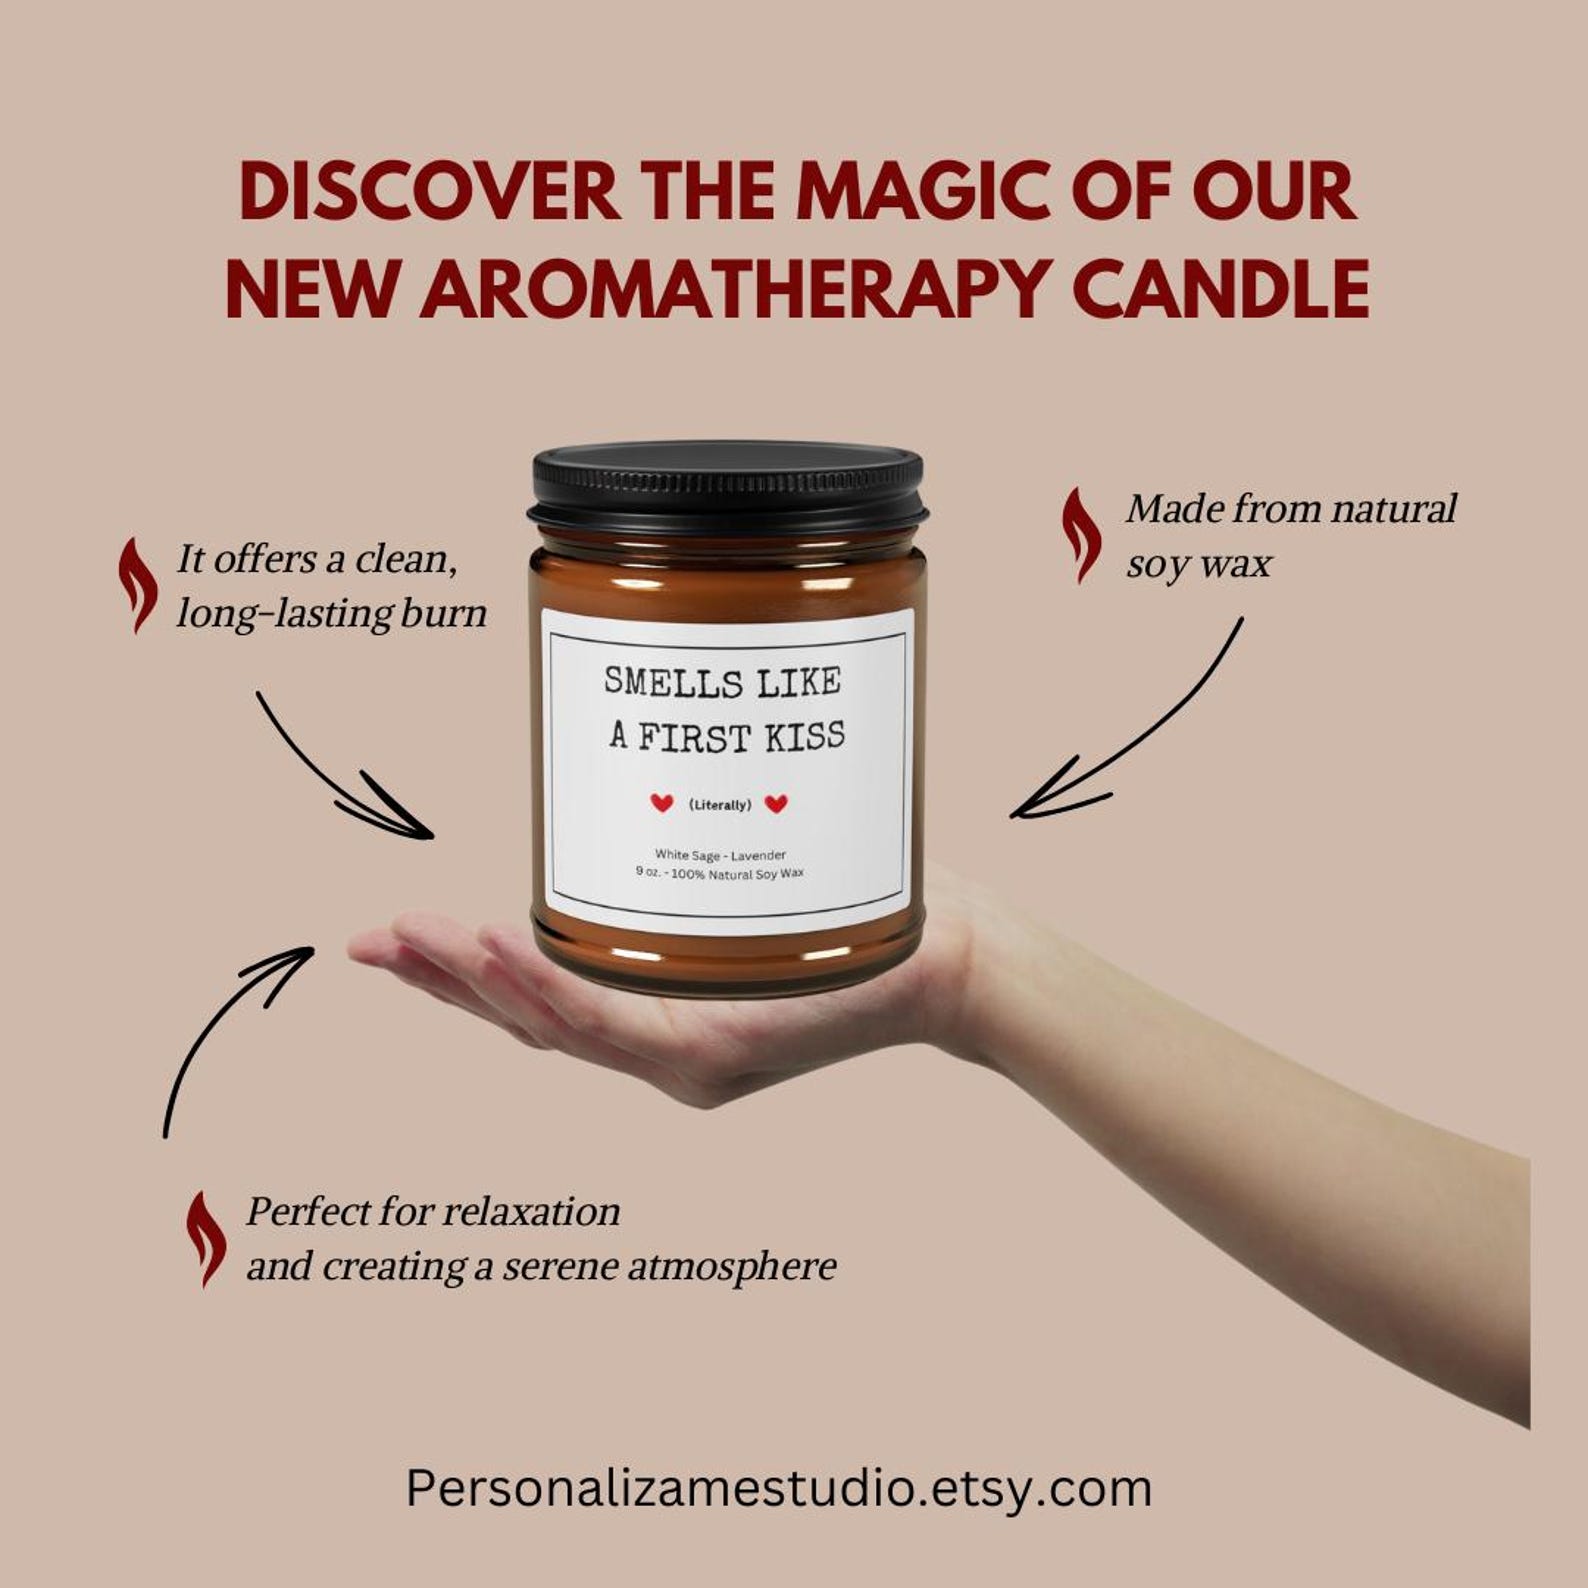 DISCOVER THE MAGIC OF OUR
NEW AROMATHERAPY CANDLE
It offers a clean,
long-lasting burn
Made from natural
soy wax
SMELLS LIKE
A FIRST KISS
(Literally)
White Sage - Lavender
9 oz. - 100% Natural Soy Wax
Perfect for relaxation
and creating a serene atmosphere
Personalizamestudio.etsy.com